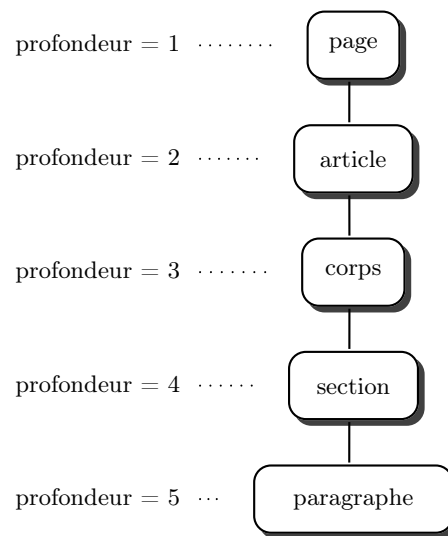 profondeur = 1 ········ page
profondeur = 2 ······· article
profondeur = 3 ········ corps
profondeur = 4 ······ section
profondeur = 5 ··· paragraphe